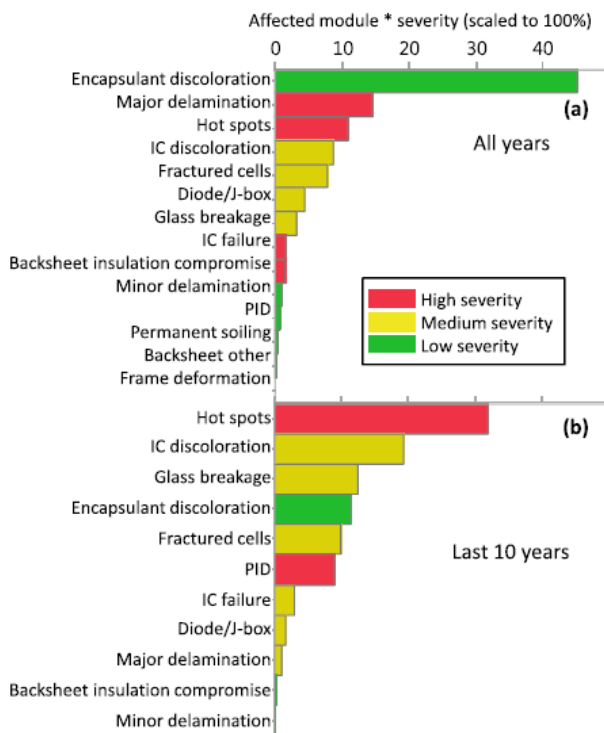 Affected module * severity (scaled to 100%)
0 10 20 30 40
Encapsulant discoloration
Major delamination
(a)
Hot spots
All years
IC discoloration
Fractured cells
Diode/J-box
Glass breakage
IC failure
Backsheet insulation compromise
Minor delamination
PID
Permanent soiling
Backsheet other
Frame deformation
High severity
Medium severity
Low severity
Hot spots
(b)
IC discoloration
Glass breakage
Encapsulant discoloration
Fractured cells
Last 10 years
PID
IC failure
Diode/J-box
Major delamination
Backsheet insulation compromise
Minor delamination